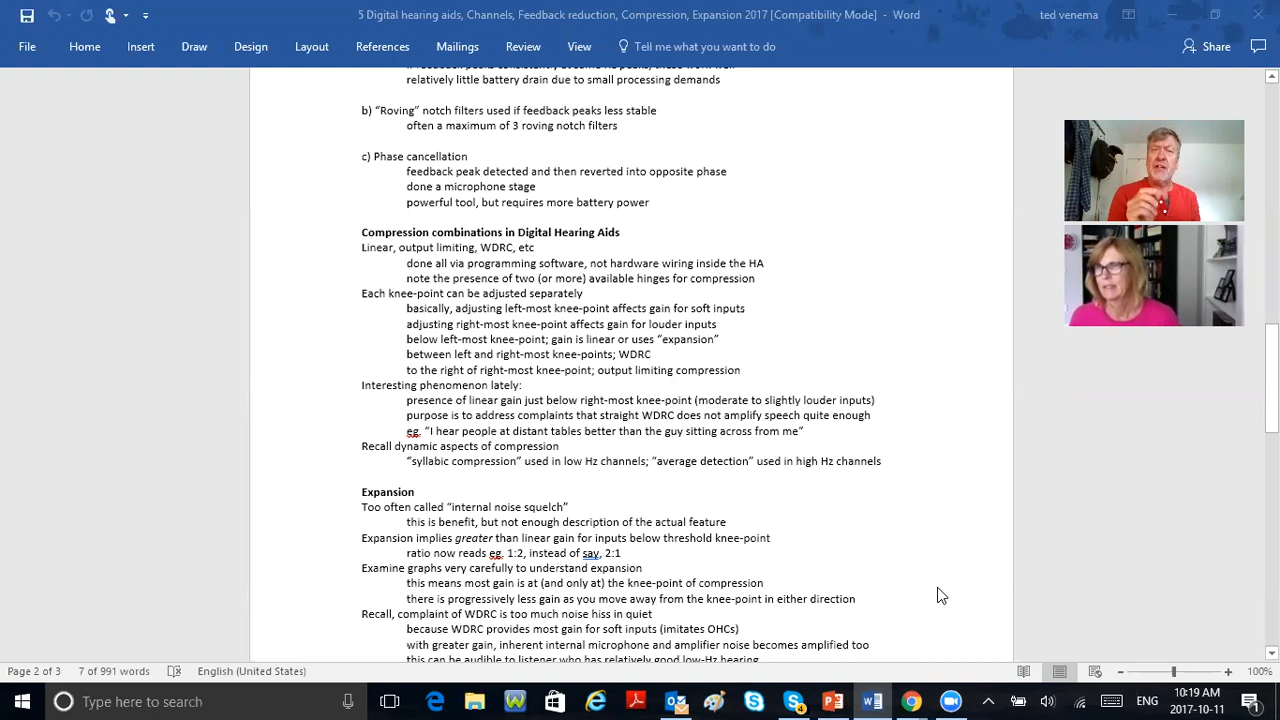 5 Digital hearing aids, Channels, Feedback reduction, Compression, Expansion 2017 [Compatibility Mode] - Word
ted venema
File Home Insert Draw Design Layout References Mailings Review View Tell me what you want to do Share
relatively little battery drain due to small processing demands
b) “Roving” notch filters used if feedback peaks less stable
often a maximum of 3 roving notch filters
c) Phase cancellation
feedback peak detected and then reverted into opposite phase
done a microphone stage
powerful tool, but requires more battery power
Compression combinations in Digital Hearing Aids
Linear, output limiting, WDRC, etc
done all via programming software, not hardware wiring inside the HA
note the presence of two (or more) available hinges for compression
Each knee-point can be adjusted separately
basically, adjusting left-most knee-point affects gain for soft inputs
adjusting right-most knee-point affects gain for louder inputs
below left-most knee-point; gain is linear or uses “expansion”
between left and right-most knee-points; WDRC
to the right of right-most knee-point; output limiting compression
Interesting phenomenon lately:
presence of linear gain just below right-most knee-point (moderate to slightly louder inputs)
purpose is to address complaints that straight WDRC does not amplify speech quite enough
eg. “I hear people at distant tables better than the guy sitting across from me”
Recall dynamic aspects of compression
“syllabic compression” used in low Hz channels; “average detection” used in high Hz channels
Expansion
Too often called “internal noise squelch”
this is benefit, but not enough description of the actual feature
Expansion implies greater than linear gain for inputs below threshold knee-point
ratio now reads eg. 1:2, instead of say, 2:1
Examine graphs very carefully to understand expansion
this means most gain is at (and only at) the knee-point of compression
there is progressively less gain as you move away from the knee-point in either direction
Recall, complaint of WDRC is too much noise hiss in quiet
because WDRC provides most gain for soft inputs (imitates OHCs)
with greater gain, inherent internal microphone and amplifier noise becomes amplified too
this can be audible to listener who has relatively good low-Hz hearing
Page 2 of 3 7 of 991 words English (United States) 100%
Type here to search
ENG
10:19 AM
2017-10-11